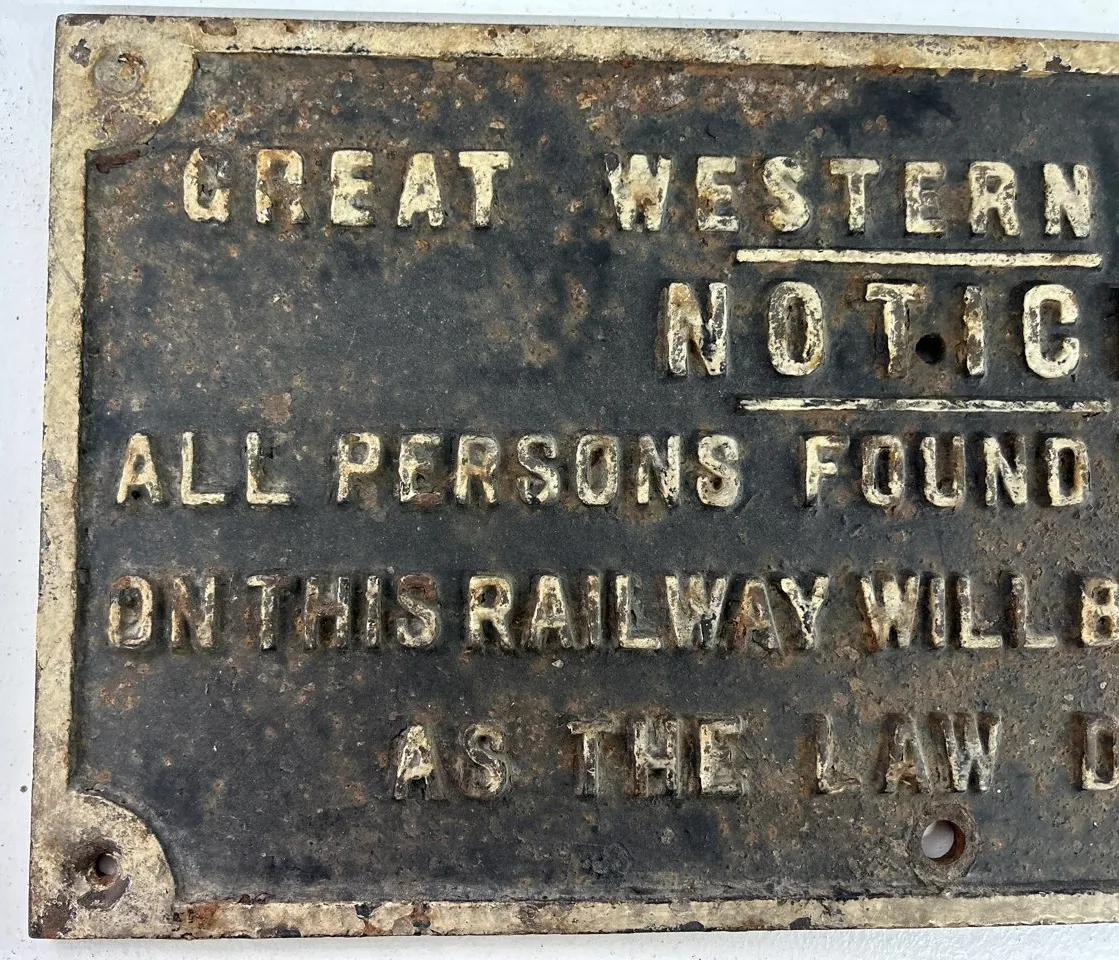 GREAT WESTERN
NOTIC
ALL PERSONS FOUND
ON THIS RAILWAY WILL B
AS THE LAW D